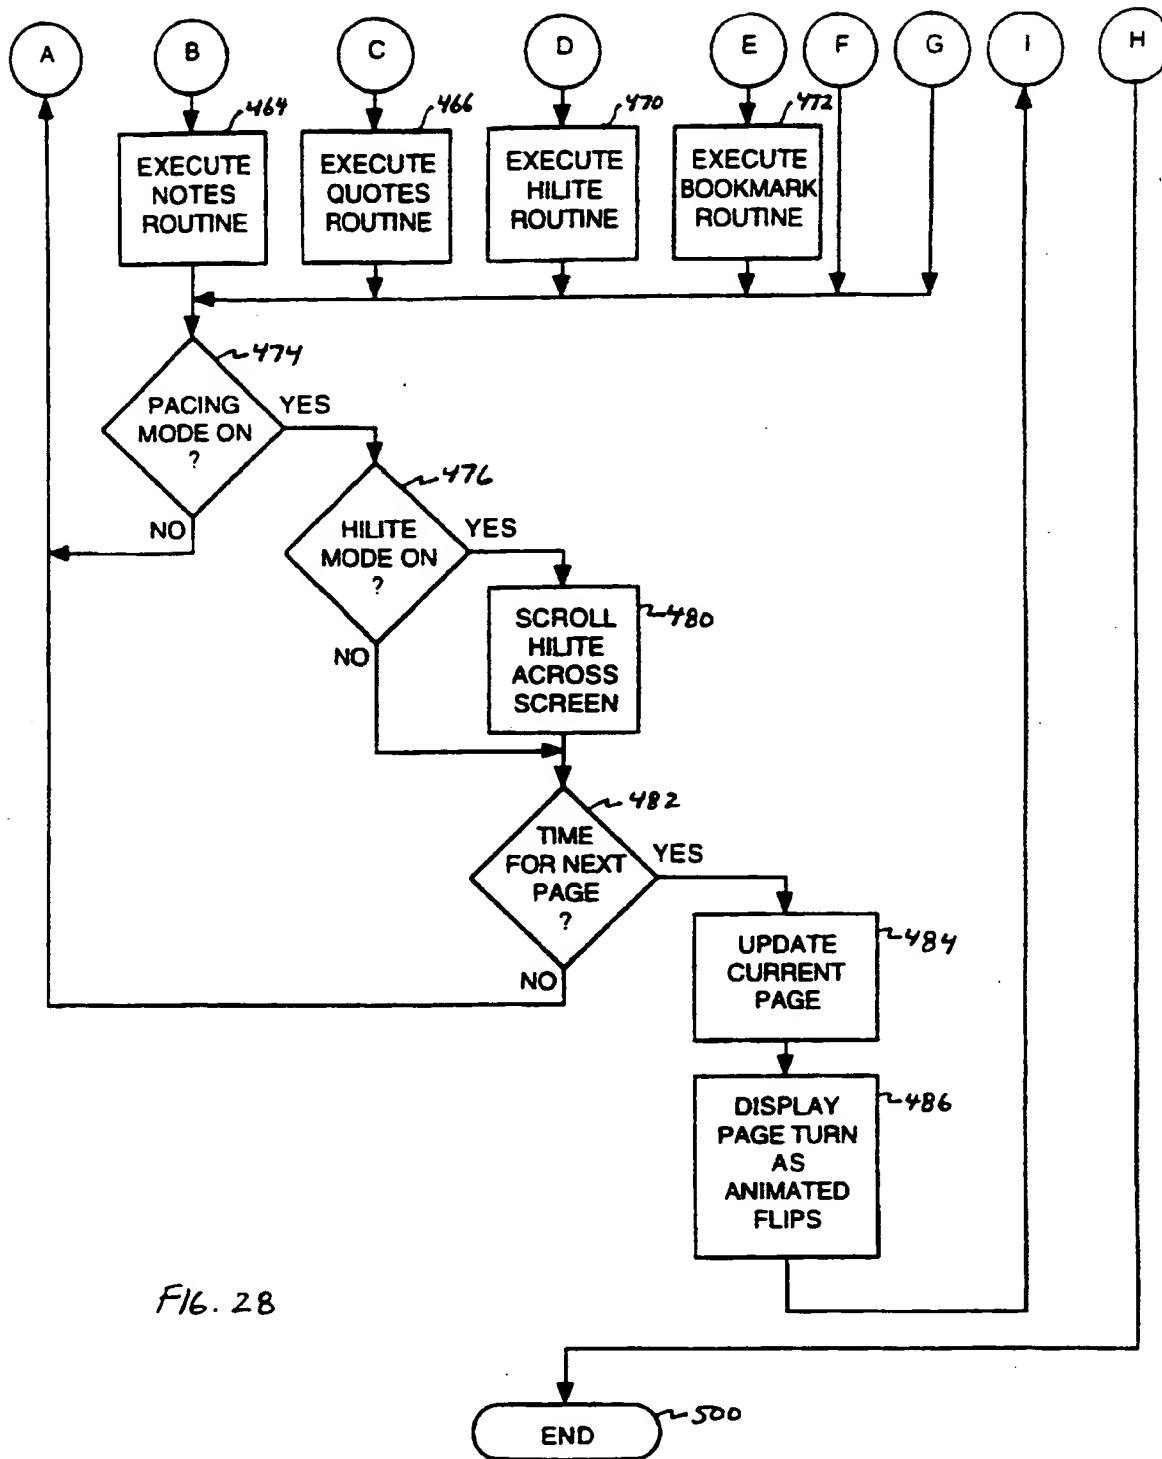 A B C D E F G I H
464
466
470
472
EXECUTE
NOTES
ROUTINE
EXECUTE
QUOTES
ROUTINE
EXECUTE
HILITE
ROUTINE
EXECUTE
BOOKMARK
ROUTINE
474
PACING
MODE ON
?
YES
NO
476
HILITE
MODE ON
?
YES
NO
480
SCROLL
HILITE
ACROSS
SCREEN
482
TIME
FOR NEXT
PAGE
?
YES
NO
484
UPDATE
CURRENT
PAGE
486
DISPLAY
PAGE TURN
AS
ANIMATED
FLIPS
FIG. 28
500
END